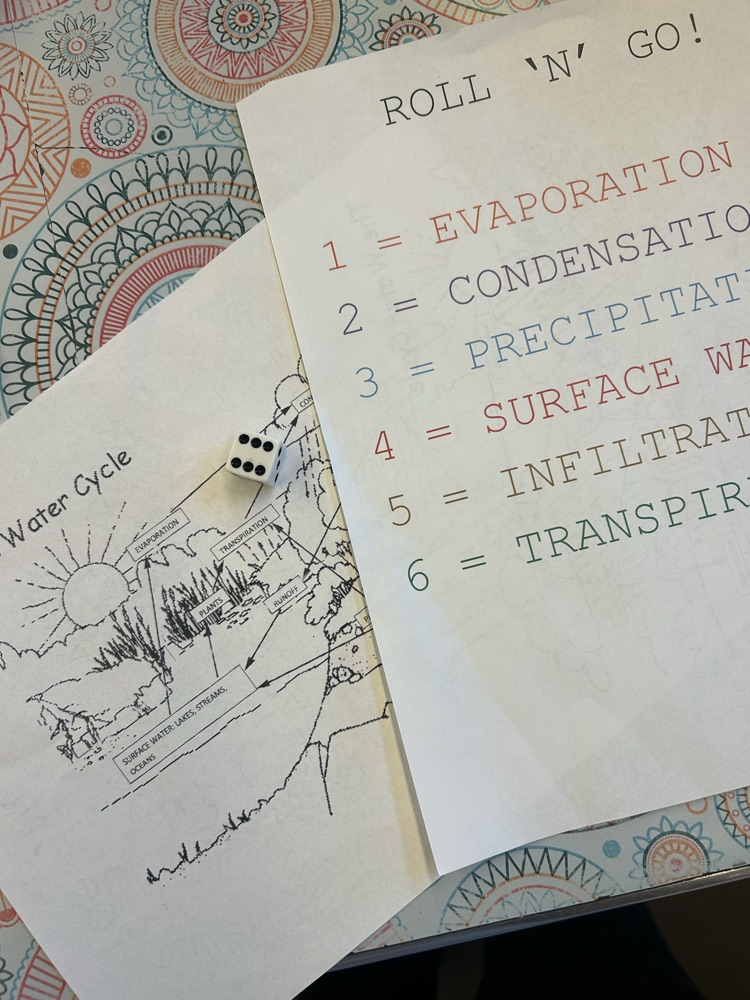 ROLL 'N' GO!
1 = EVAPORATION
2 = CONDENSATIO
3 = PRECIPITAT
4 = SURFACE WA
5 = INFILTRAT
6 = TRANSPIR
Water Cycle
CON
EVAPORATION
TRANSPIRATION
PLANTS
RUNOFF
SURFACE WATER: LAKES, STREAMS,
OCEANS